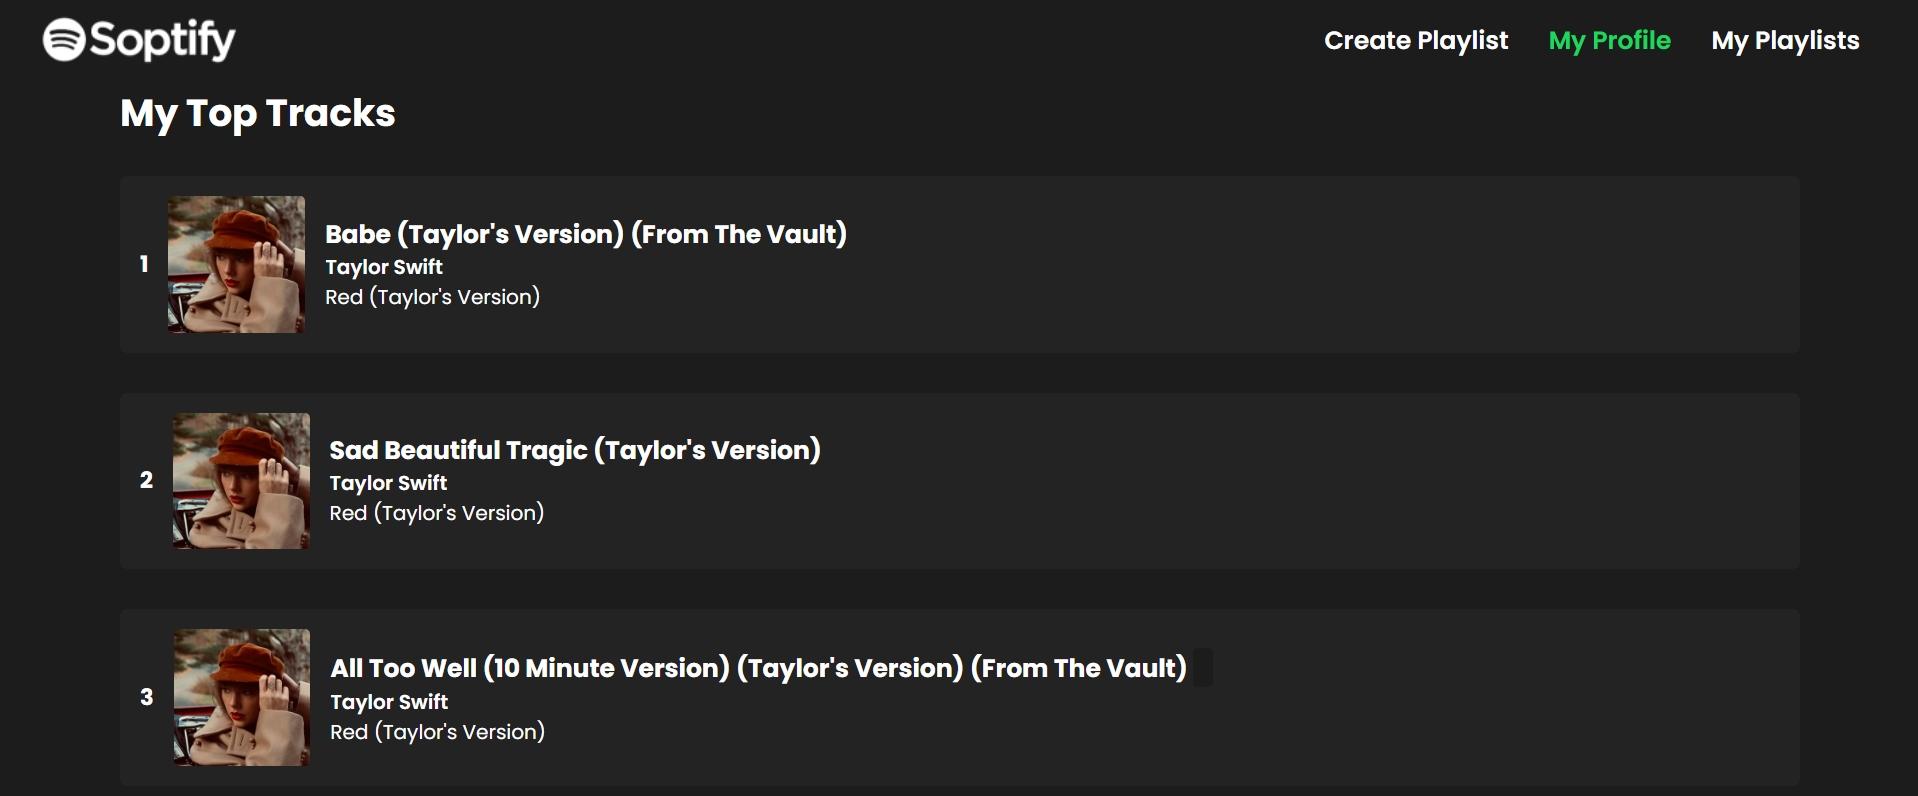 Soptify
Create Playlist
My Profile
My Playlists
My Top Tracks
1
Babe (Taylor's Version) (From The Vault)
Taylor Swift
Red (Taylor's Version)
2
Sad Beautiful Tragic (Taylor's Version)
Taylor Swift
Red (Taylor's Version)
3
All Too Well (10 Minute Version) (Taylor's Version) (From The Vault)
Taylor Swift
Red (Taylor's Version)